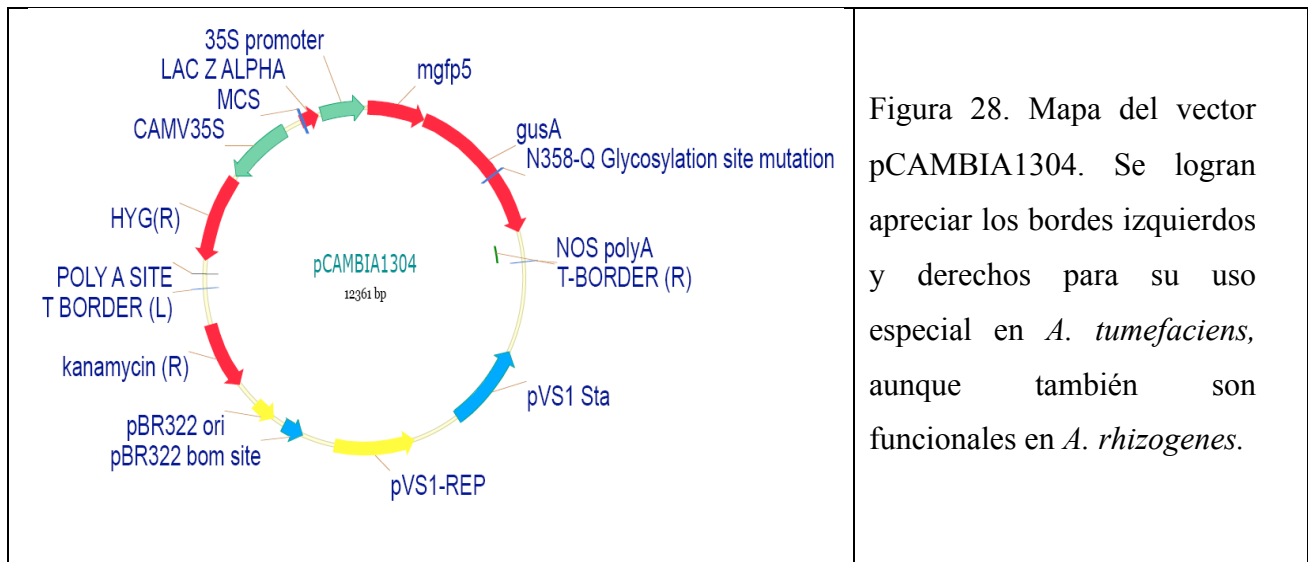 35S promoter
LAC Z ALPHA
MCS
CAMV35S
HYG(R)
POLY A SITE
T BORDER (L)
kanamycin (R)
pBR322 ori
pBR322 bom site
pVS1-REP
pVS1 Sta
T-BORDER (R)
NOS polyA
N358-Q Glycosylation site mutation
gusA
mgfp5
pCAMBIA1304
12361 bp
Figura 28. Mapa del vector
pCAMBIA1304. Se logran
apreciar los bordes izquierdos
y derechos para su uso
especial en A. tumefaciens,
aunque también son
funcionales en A. rhizogenes.